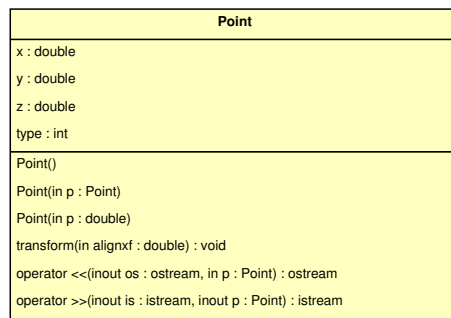 Point
x : double
y : double
z : double
type : int
Point()
Point(in p : Point)
Point(in p : double)
transform(in alignxf : double) : void
operator <<(inout os : ostream, in p : Point) : ostream
operator >>(inout is : istream, inout p : Point) : istream